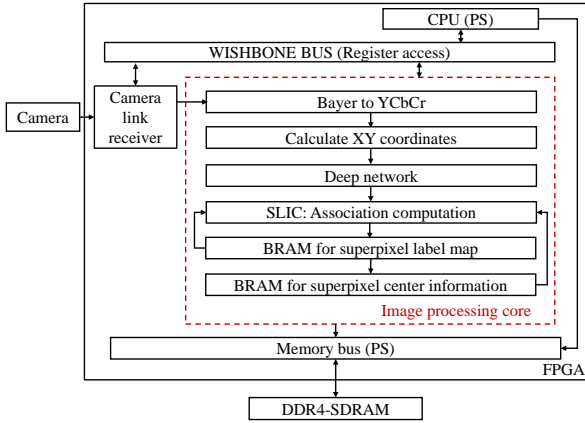 CPU (PS)
WISHBONE BUS (Register access)
Camera
Camera
link
receiver
Bayer to YCbCr
Calculate XY coordinates
Deep network
SLIC: Association computation
BRAM for superpixel label map
BRAM for superpixel center information
Image processing core
Memory bus (PS)
FPGA
DDR4-SDRAM